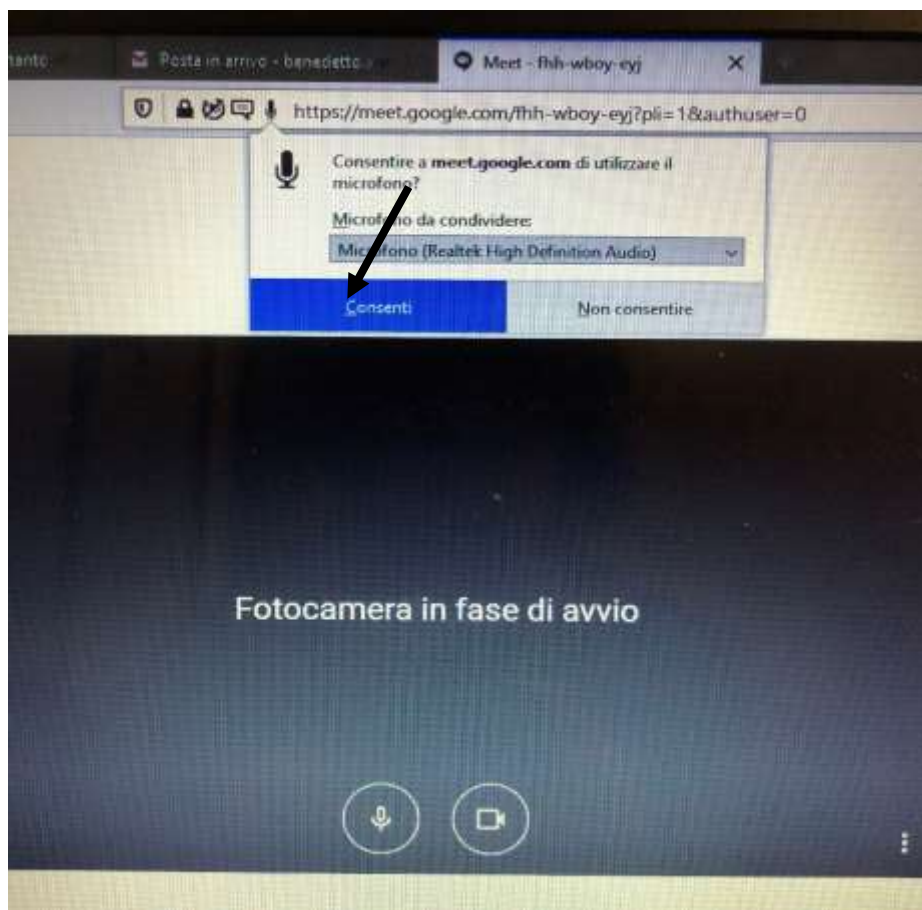 Posta in arrivo - benedetto
Meet - fhh-wboy-eyj
https://meet.google.com/fhh-wboy-eyj?pli=1&authuser=0
Consentire a meet.google.com di utilizzare il
microfono?
Microfono da condividere:
Microfono (Realtek High Definition Audio)
Consenti Non consentire
Fotocamera in fase di avvio